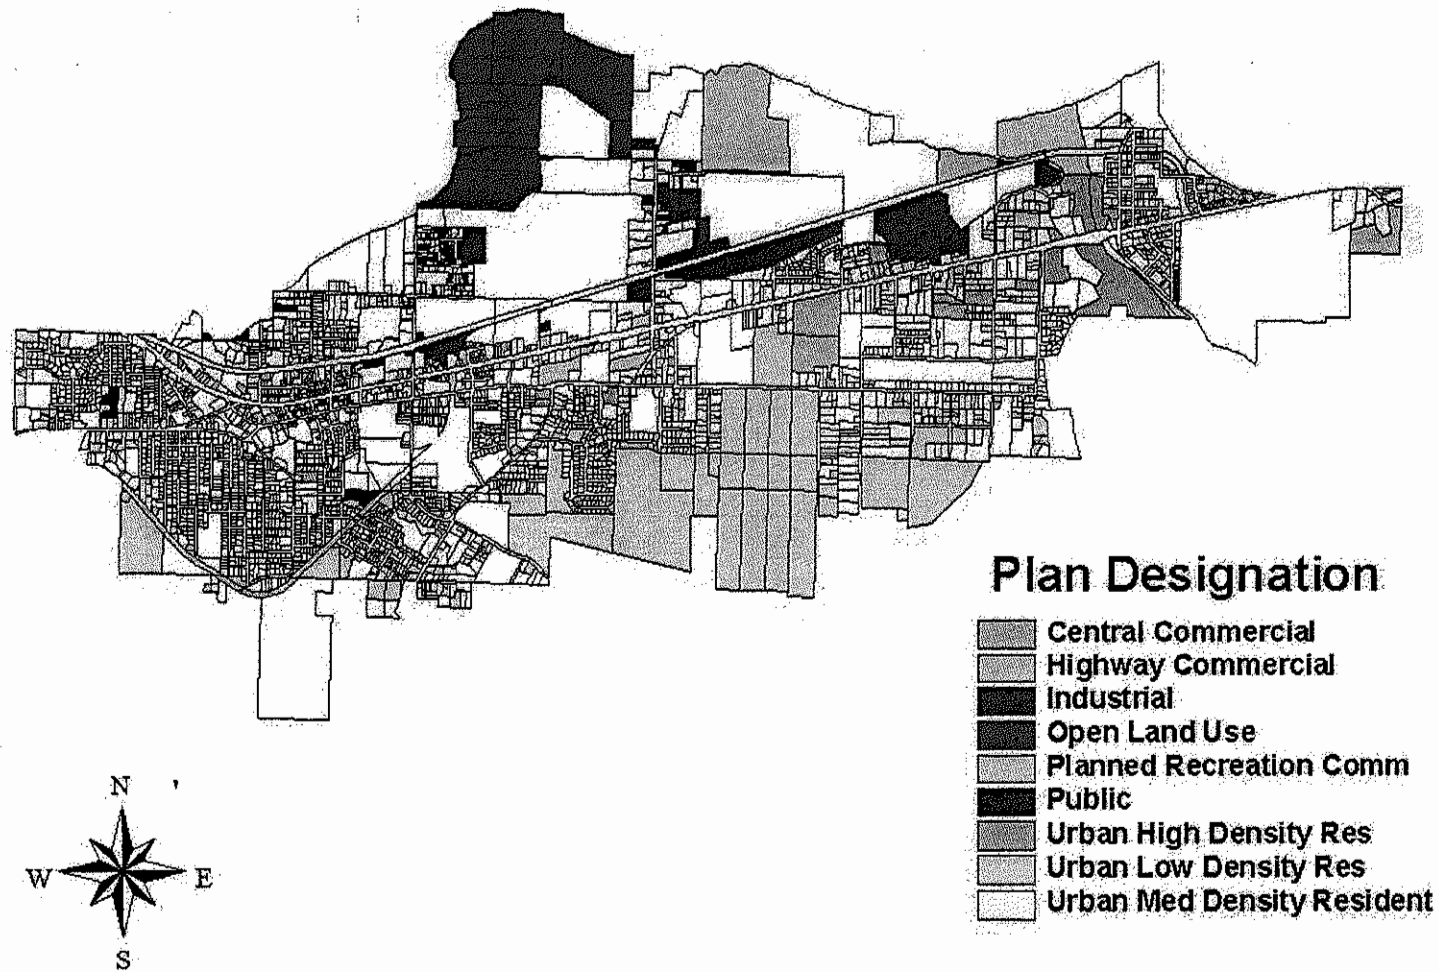 Plan Designation
Central Commercial
Highway Commercial
Industrial
Open Land Use
Planned Recreation Comm
Public
Urban High Density Res
Urban Low Density Res
Urban Med Density Resident
N
W E
S